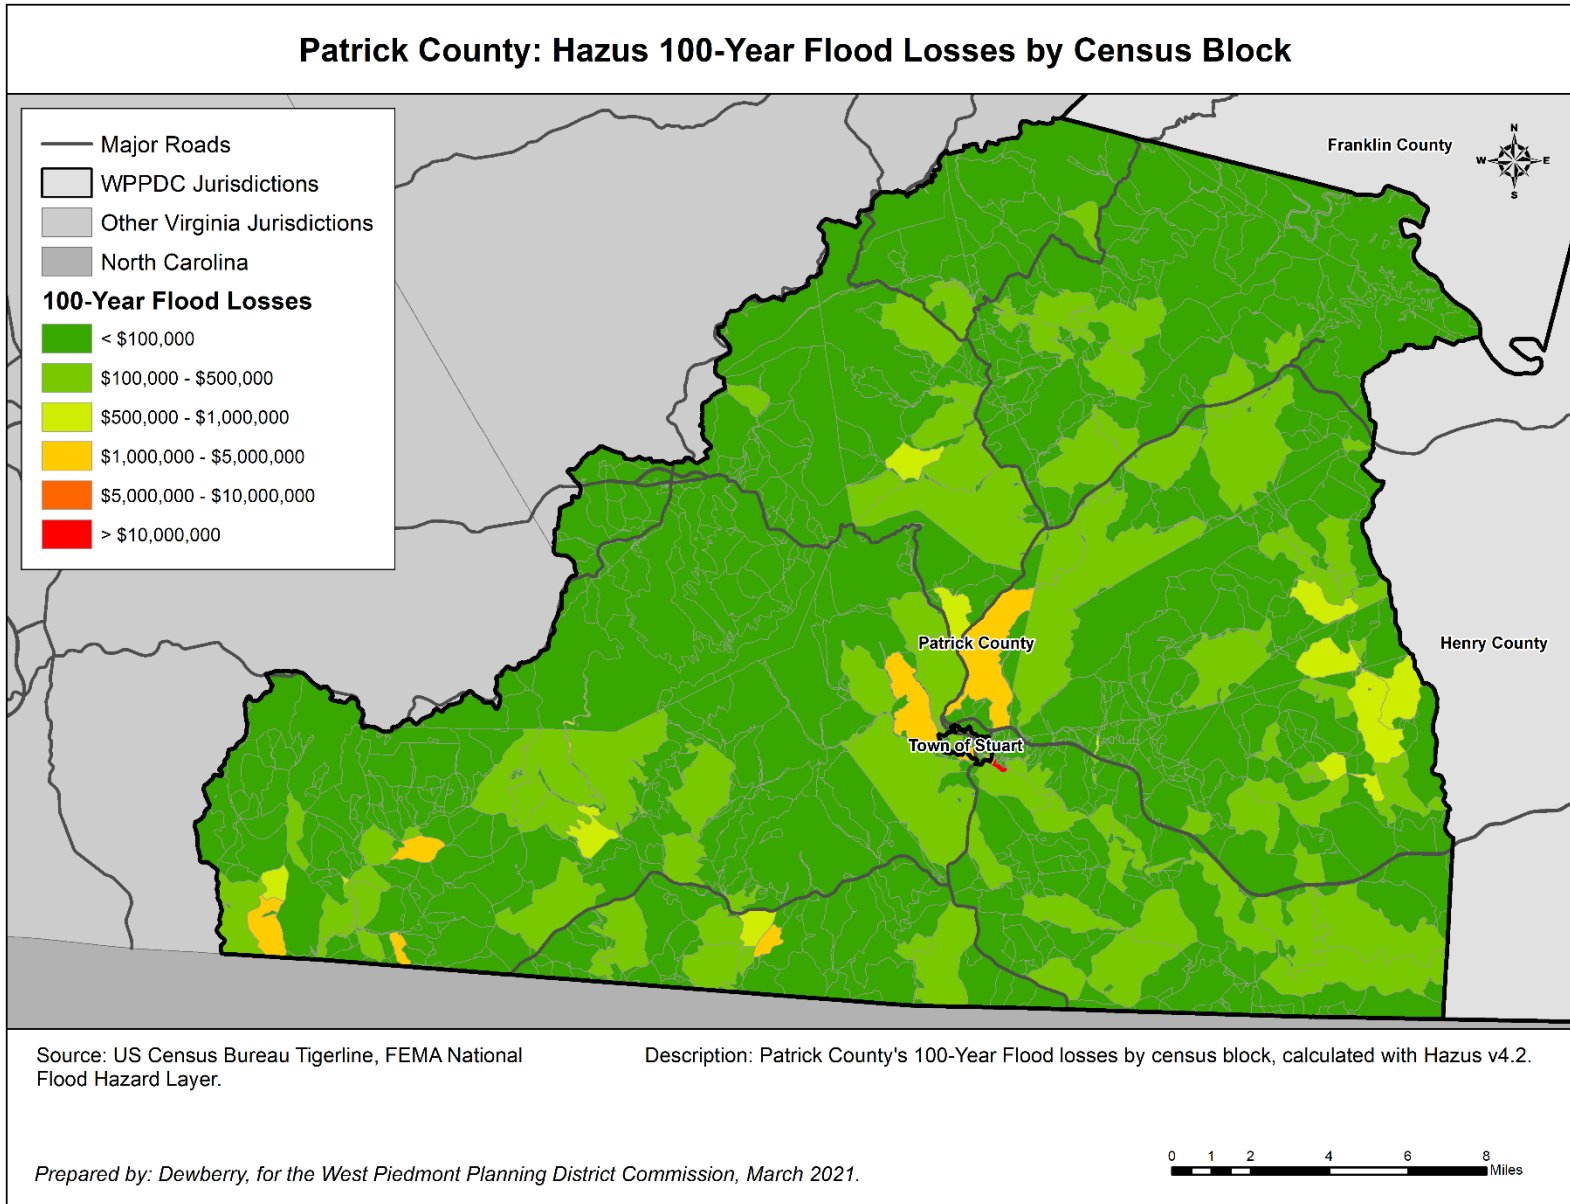 Patrick County: Hazus 100-Year Flood Losses by Census Block
Major Roads
WPPDC Jurisdictions
Other Virginia Jurisdictions
North Carolina
100-Year Flood Losses
< $100,000
$100,000 - $500,000
$500,000 - $1,000,000
$1,000,000 - $5,000,000
$5,000,000 - $10,000,000
> $10,000,000
Franklin County
N
W E
S
Patrick County
Henry County
Town of Stuart
Source: US Census Bureau Tigerline, FEMA National
Flood Hazard Layer.
Description: Patrick County's 100-Year Flood losses by census block, calculated with Hazus v4.2.
Prepared by: Dewberry, for the West Piedmont Planning District Commission, March 2021.
0 1 2 4 6 8
Miles